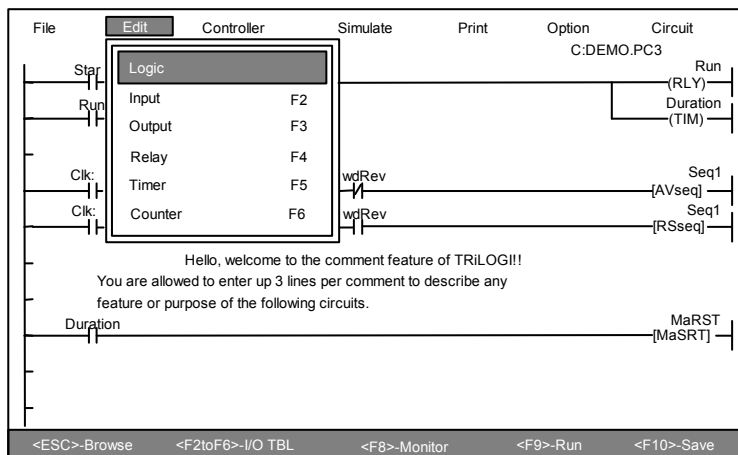 File Edit Controller Simulate Print Option Circuit
C:DEMO.PC3
Star Logic Run
(RLY)
Run Input F2 Duration
Output F3 (TIM)
Relay F4
Clk: Timer F5 wdRev Seq1
[AVseq]
Clk: Counter F6 wdRev Seq1
[RSseq]
Hello, welcome to the comment feature of TRiLOGI!!
You are allowed to enter up 3 lines per comment to describe any
feature or purpose of the following circuits.
Duration MaRST
[MaSRT]
<ESC>-Browse <F2toF6>-I/O TBL <F8>-Monitor <F9>-Run <F10>-Save